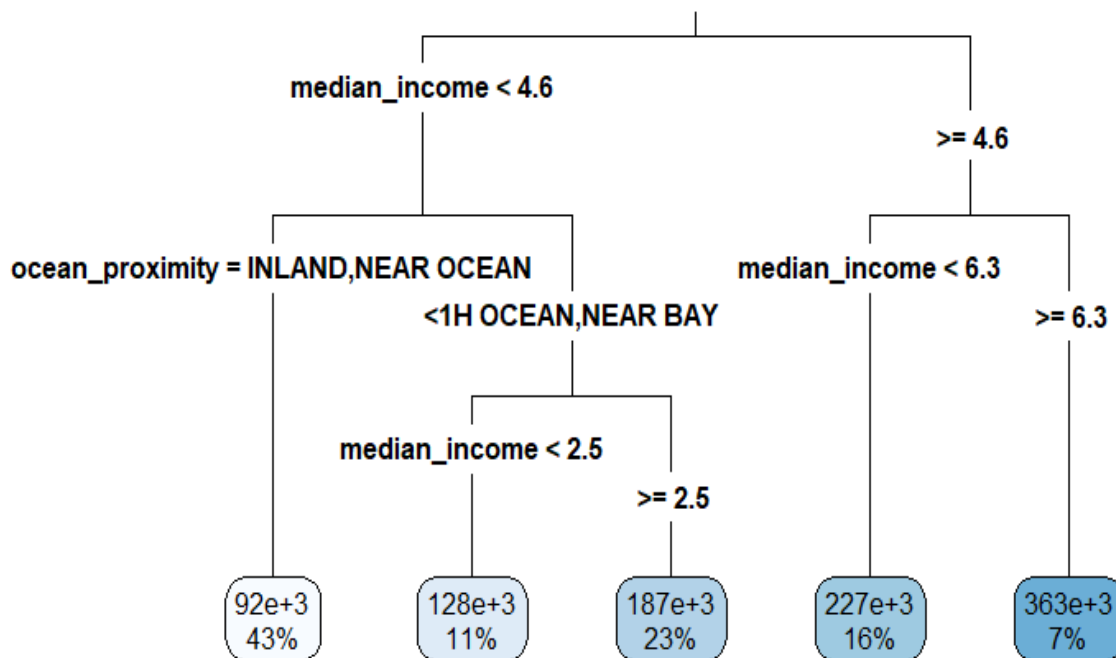 median_income < 4.6
>= 4.6
ocean_proximity = INLAND,NEAR OCEAN
median_income < 6.3
<1H OCEAN,NEAR BAY
>= 6.3
median_income < 2.5
>= 2.5
92e+3
43%
128e+3
11%
187e+3
23%
227e+3
16%
363e+3
7%